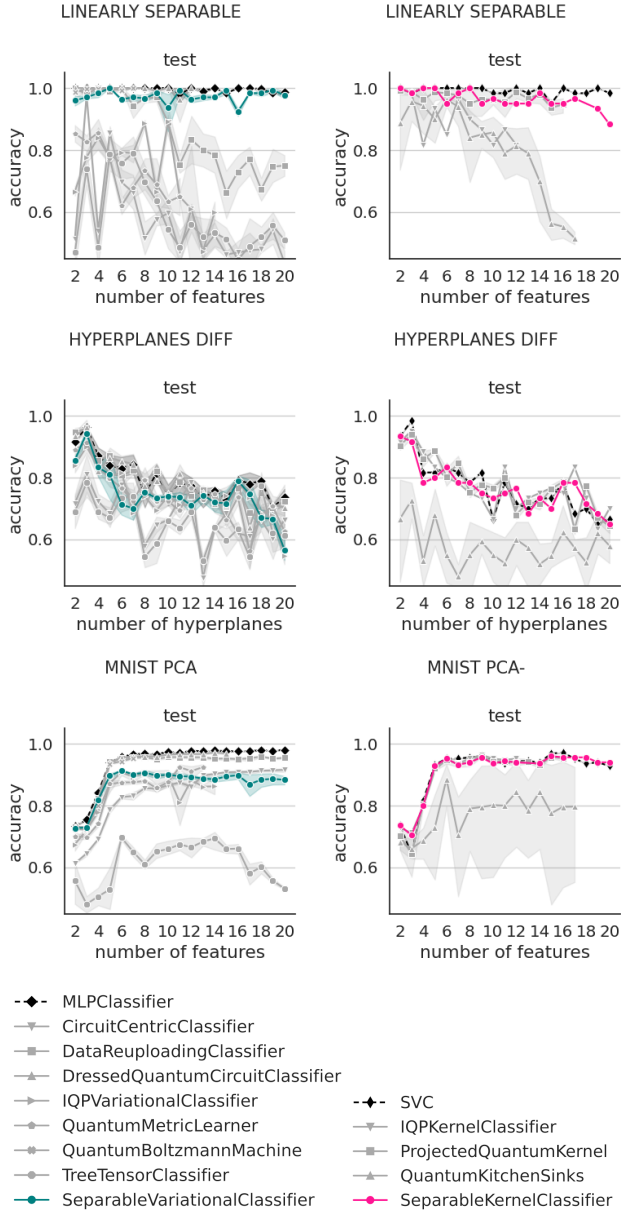 LINEARLY SEPARABLE
LINEARLY SEPARABLE
test
test
1.0
0.8
0.6
accuracy
2 4 6 8 10 12 14 16 18 20
number of features
1.0
0.8
0.6
accuracy
2 4 6 8 10 12 14 16 18 20
number of features
HYPERPLANES DIFF
HYPERPLANES DIFF
test
test
1.0
0.8
0.6
accuracy
2 4 6 8 10 12 14 16 18 20
number of hyperplanes
1.0
0.8
0.6
accuracy
2 4 6 8 10 12 14 16 18 20
number of hyperplanes
MNIST PCA
MNIST PCA-
test
test
1.0
0.8
0.6
accuracy
2 4 6 8 10 12 14 16 18 20
number of features
1.0
0.8
0.6
accuracy
2 4 6 8 10 12 14 16 18 20
number of features
MLPClassifier
CircuitCentricClassifier
DataReuploadingClassifier
DressedQuantumCircuitClassifier
IQPVariationalClassifier
QuantumMetricLearner
QuantumBoltzmannMachine
TreeTensorClassifier
SeparableVariationalClassifier
SVC
IQPKernelClassifier
ProjectedQuantumKernel
QuantumKitchenSinks
SeparableKernelClassifier